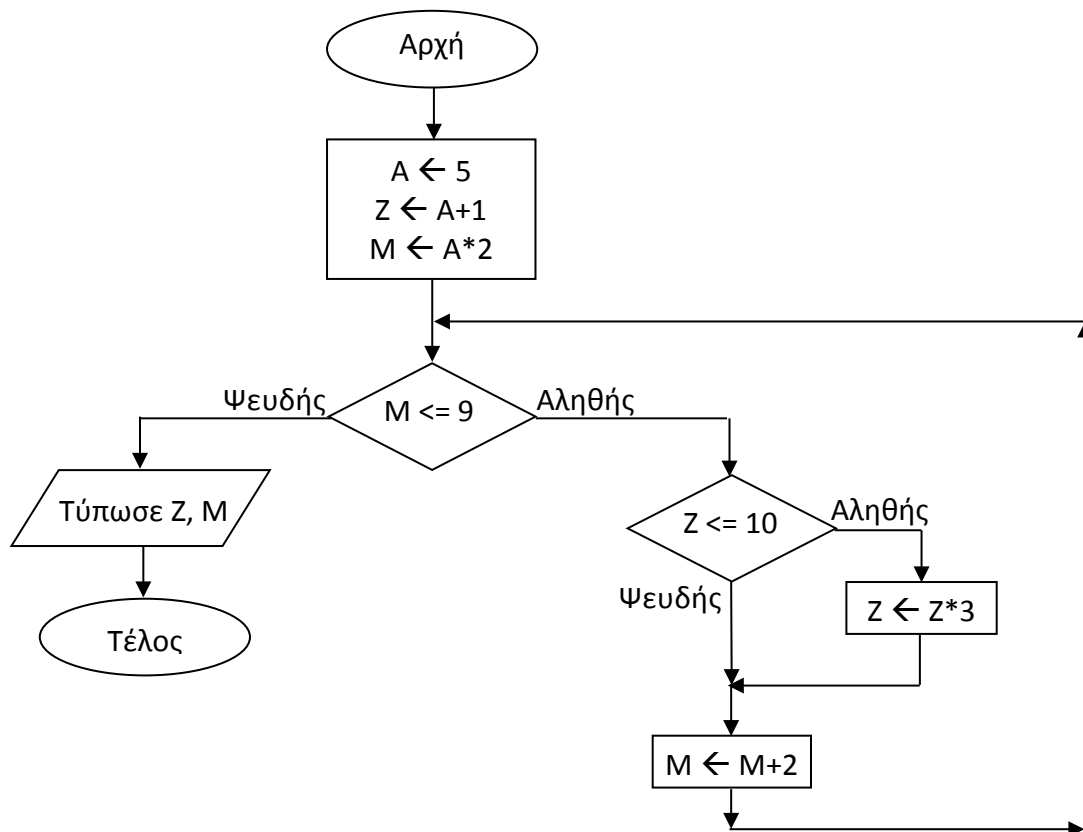 Αρχή
Α ← 5
Ζ ← Α+1
Μ ← Α*2
Ψευδής
Μ <= 9
Αληθής
Τύπωσε Ζ, Μ
Ζ <= 10
Αληθής
Ψευδής
Ζ ← Ζ*3
Τέλος
Μ ← Μ+2